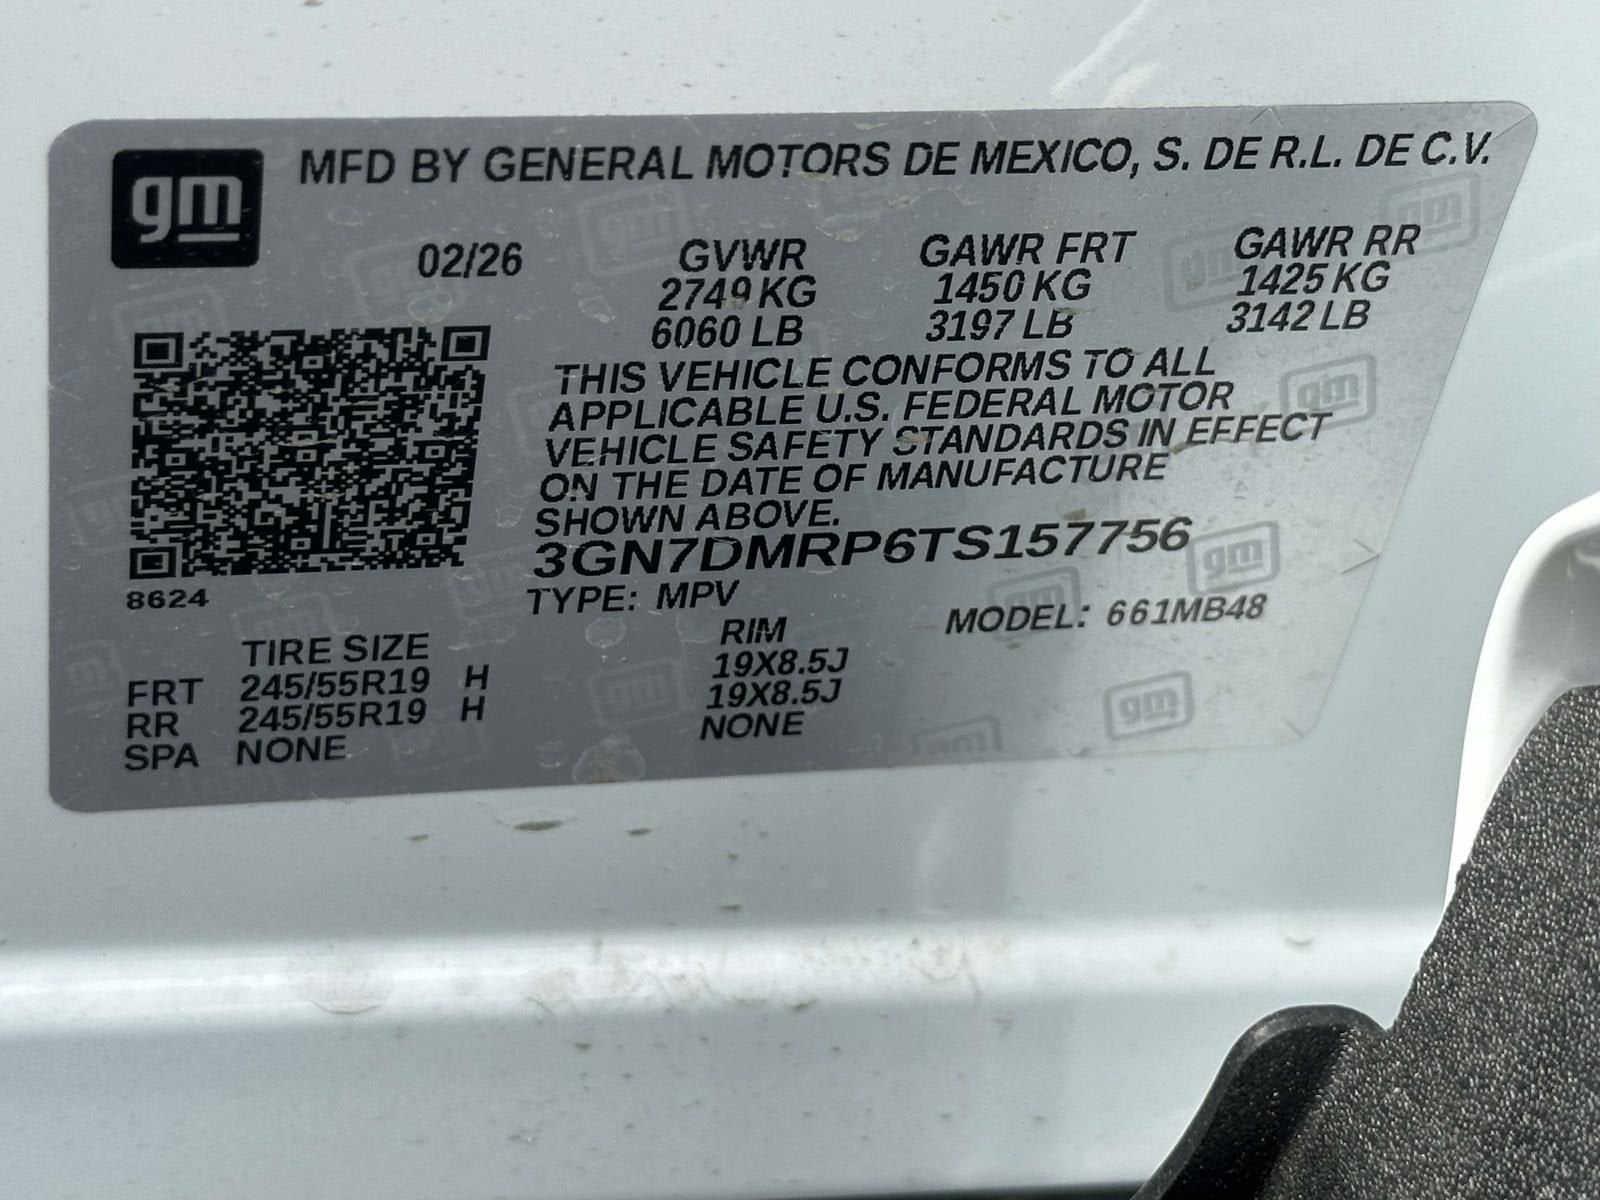 gm MFD BY GENERAL MOTORS DE MEXICO, S. DE R.L. DE C.V.
02/26 GVWR GAWR FRT GAWR RR
2749 KG 1450 KG 1425 KG
6060 LB 3197 LB 3142 LB
THIS VEHICLE CONFORMS TO ALL
APPLICABLE U.S. FEDERAL MOTOR
VEHICLE SAFETY STANDARDS IN EFFECT
ON THE DATE OF MANUFACTURE
SHOWN ABOVE.
3GN7DMRP6TS157756
8624 TYPE: MPV MODEL: 661MB48
TIRE SIZE RIM
FRT 245/55R19 H 19X8.5J
RR 245/55R19 H 19X8.5J
SPA NONE NONE